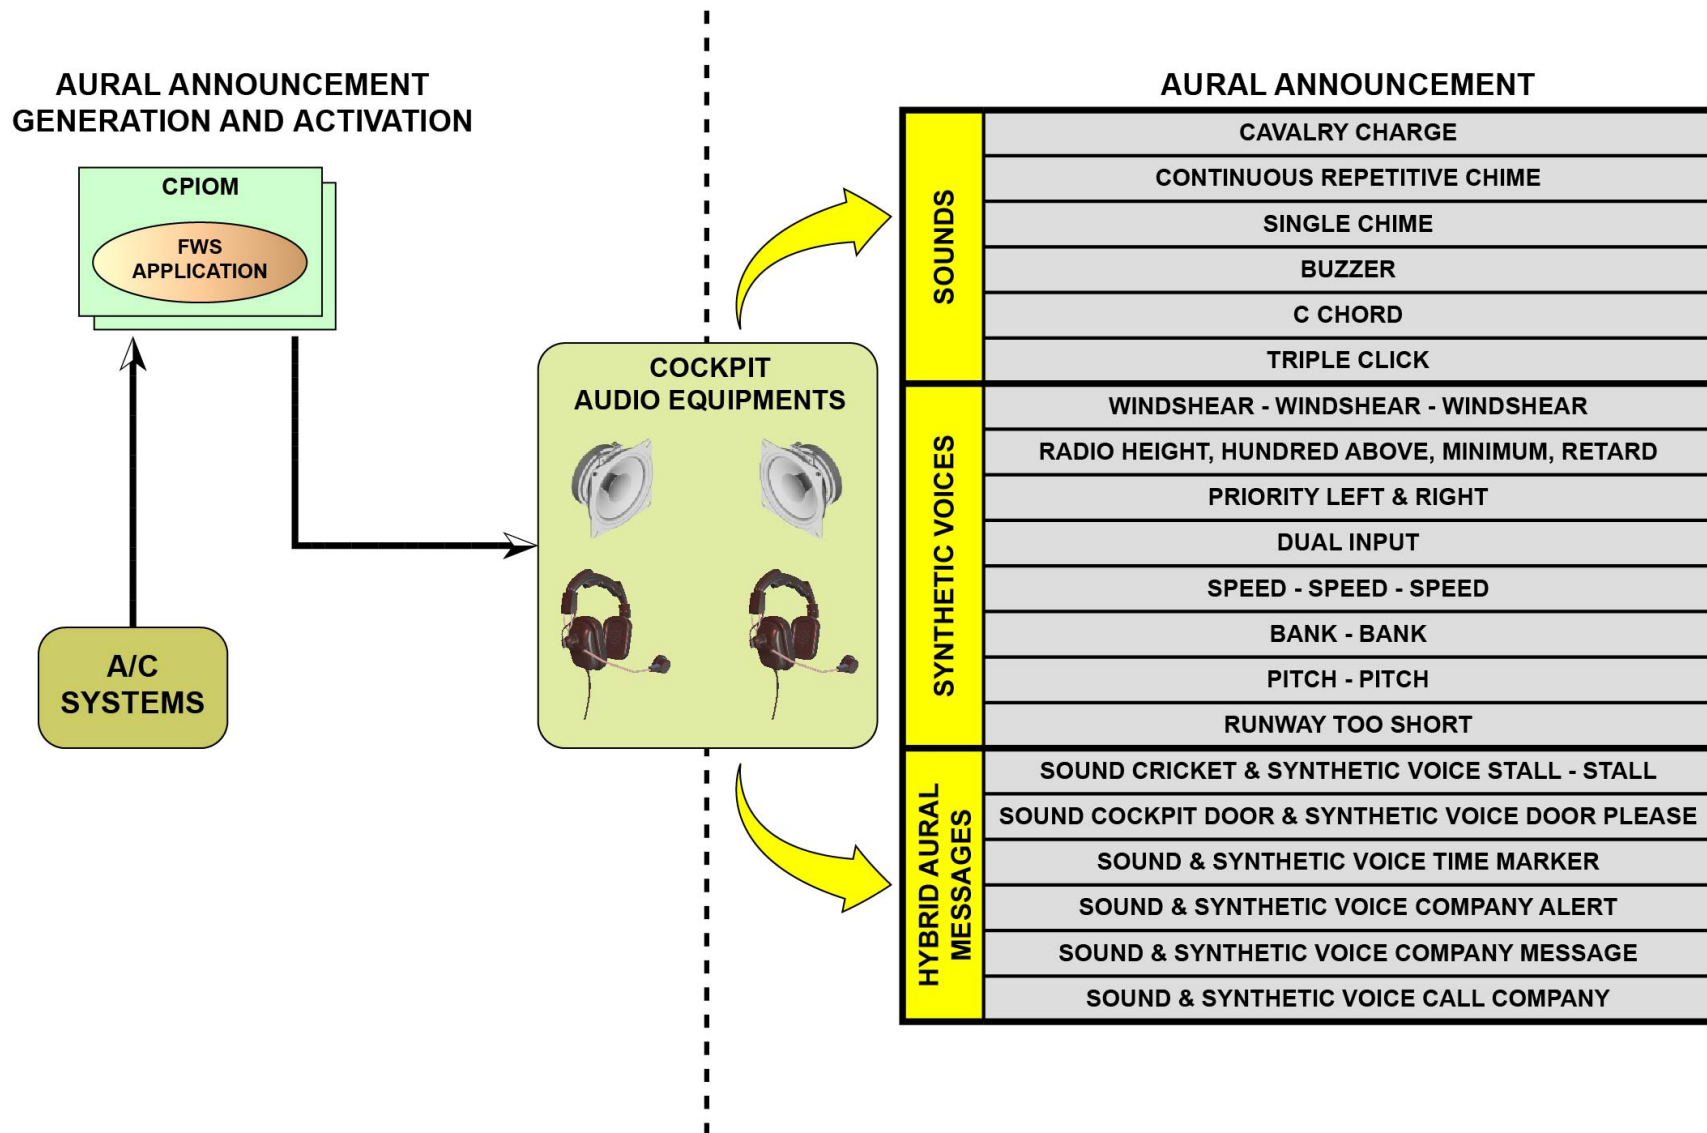 AURAL ANNOUNCEMENT
GENERATION AND ACTIVATION
CPIOM
FWS
APPLICATION
A/C
SYSTEMS
COCKPIT
AUDIO EQUIPMENTS
AURAL ANNOUNCEMENT
SOUNDS
CAVALRY CHARGE
CONTINUOUS REPETITIVE CHIME
SINGLE CHIME
BUZZER
C CHORD
TRIPLE CLICK
SYNTHETIC VOICES
WINDSHEAR - WINDSHEAR - WINDSHEAR
RADIO HEIGHT, HUNDRED ABOVE, MINIMUM, RETARD
PRIORITY LEFT & RIGHT
DUAL INPUT
SPEED - SPEED - SPEED
BANK - BANK
PITCH - PITCH
RUNWAY TOO SHORT
HYBRID AURAL
MESSAGES
SOUND CRICKET & SYNTHETIC VOICE STALL - STALL
SOUND COCKPIT DOOR & SYNTHETIC VOICE DOOR PLEASE
SOUND & SYNTHETIC VOICE TIME MARKER
SOUND & SYNTHETIC VOICE COMPANY ALERT
SOUND & SYNTHETIC VOICE COMPANY MESSAGE
SOUND & SYNTHETIC VOICE CALL COMPANY